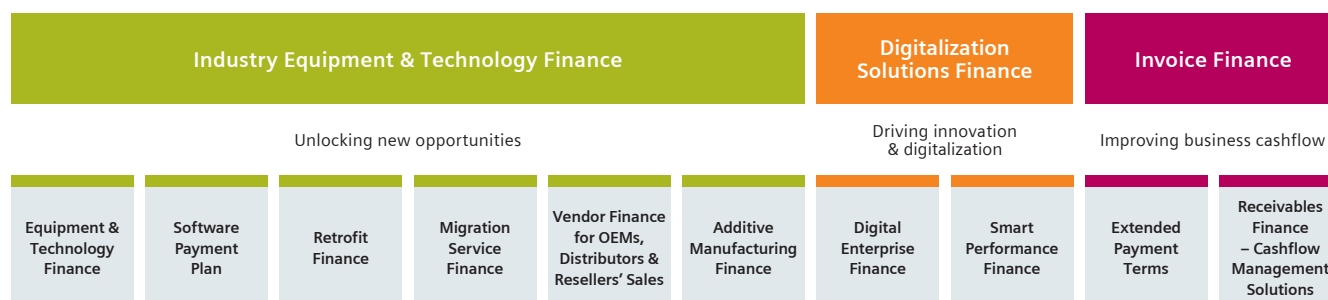 Industry Equipment & Technology Finance
Digitalization
Solutions Finance
Invoice Finance
Unlocking new opportunities
Driving innovation
& digitalization
Improving business cashflow
Equipment &
Technology
Finance
Software
Payment
Plan
Retrofit
Finance
Migration
Service
Finance
Vendor Finance
for OEMs,
Distributors &
Resellers’ Sales
Additive
Manufacturing
Finance
Digital
Enterprise
Finance
Smart
Performance
Finance
Extended
Payment
Terms
Receivables
Finance
– Cashflow
Management
Solutions